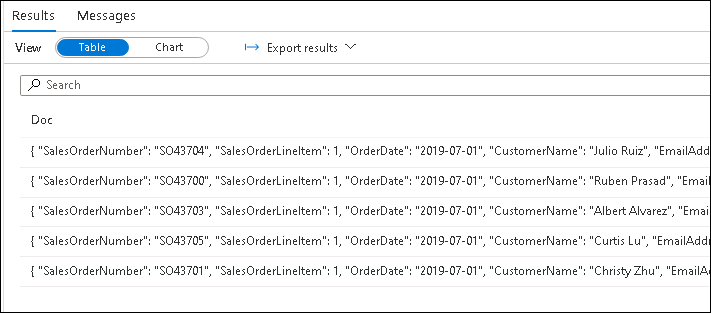 Results Messages
View Table Chart Export results
Search
Doc
{ "SalesOrderNumber": "SO43704", "SalesOrderLineItem": 1, "OrderDate": "2019-07-01", "CustomerName": "Julio Ruiz", "EmailAddr
{ "SalesOrderNumber": "SO43700", "SalesOrderLineItem": 1, "OrderDate": "2019-07-01", "CustomerName": "Ruben Prasad", "Emai
{ "SalesOrderNumber": "SO43703", "SalesOrderLineItem": 1, "OrderDate": "2019-07-01", "CustomerName": "Albert Alvarez", "Ema
{ "SalesOrderNumber": "SO43705", "SalesOrderLineItem": 1, "OrderDate": "2019-07-01", "CustomerName": "Curtis Lu", "EmailAdd
{ "SalesOrderNumber": "SO43701", "SalesOrderLineItem": 1, "OrderDate": "2019-07-01", "CustomerName": "Christy Zhu", "EmailAd